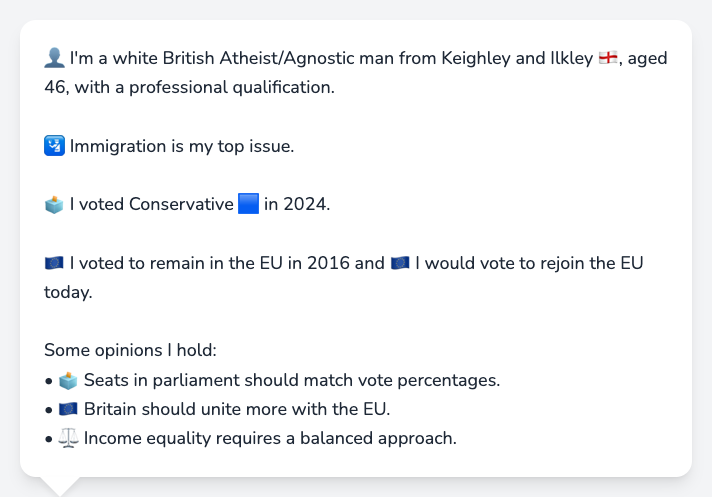 👤 I'm a white British Atheist/Agnostic man from Keighley and Ilkley 🏴󠁧󠁢󠁥󠁮󠁧󠁿, aged
46, with a professional qualification.
🛂 Immigration is my top issue.
🗳️ I voted Conservative 🟦 in 2024.
🇪🇺 I voted to remain in the EU in 2016 and 🇪🇺 I would vote to rejoin the EU
today.
Some opinions I hold:
• 🗳️ Seats in parliament should match vote percentages.
• 🇪🇺 Britain should unite more with the EU.
• ⚖️ Income equality requires a balanced approach.